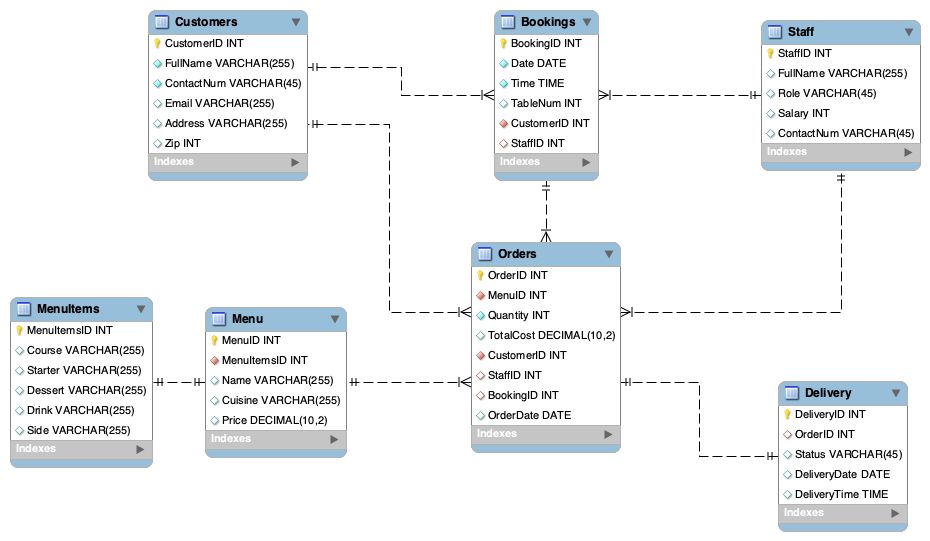 Customers
CustomerID INT
FullName VARCHAR(255)
ContactNum VARCHAR(45)
Email VARCHAR(255)
Address VARCHAR(255)
Zip INT
Indexes
Bookings
BookingID INT
Date DATE
Time TIME
TableNum INT
CustomerID INT
StaffID INT
Indexes
Staff
StaffID INT
FullName VARCHAR(255)
Role VARCHAR(45)
Salary INT
ContactNum VARCHAR(45)
Indexes
Orders
OrderID INT
MenuID INT
Quantity INT
TotalCost DECIMAL(10,2)
CustomerID INT
StaffID INT
BookingID INT
OrderDate DATE
Indexes
MenuItems
MenuItemsID INT
Course VARCHAR(255)
Starter VARCHAR(255)
Dessert VARCHAR(255)
Drink VARCHAR(255)
Side VARCHAR(255)
Indexes
Menu
MenuID INT
MenuItemsID INT
Name VARCHAR(255)
Cuisine VARCHAR(255)
Price DECIMAL(10,2)
Indexes
Delivery
DeliveryID INT
OrderID INT
Status VARCHAR(45)
DeliveryDate DATE
DeliveryTime TIME
Indexes